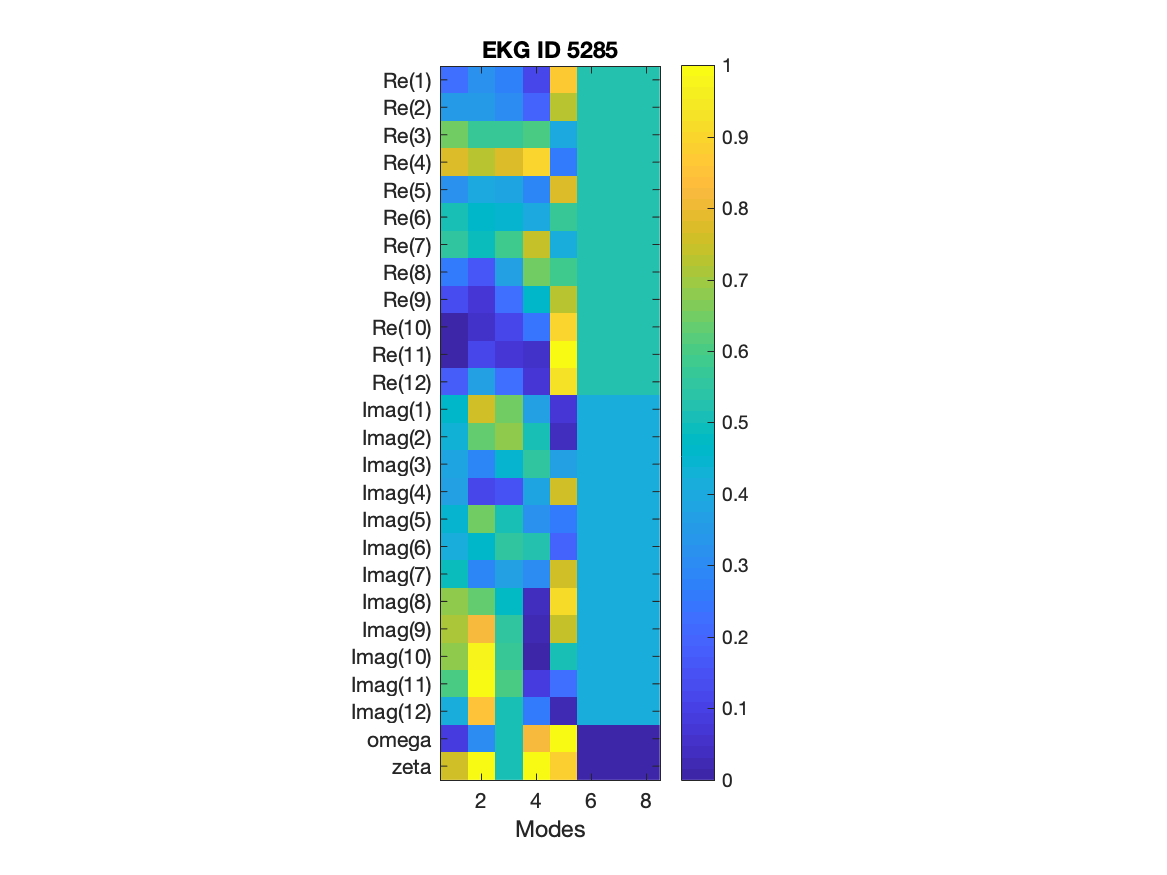 EKG ID 5285
Re(1)
Re(2)
Re(3)
Re(4)
Re(5)
Re(6)
Re(7)
Re(8)
Re(9)
Re(10)
Re(11)
Re(12)
Imag(1)
Imag(2)
Imag(3)
Imag(4)
Imag(5)
Imag(6)
Imag(7)
Imag(8)
Imag(9)
Imag(10)
Imag(11)
Imag(12)
omega
zeta
2 4 6 8
Modes
1
0.9
0.8
0.7
0.6
0.5
0.4
0.3
0.2
0.1
0